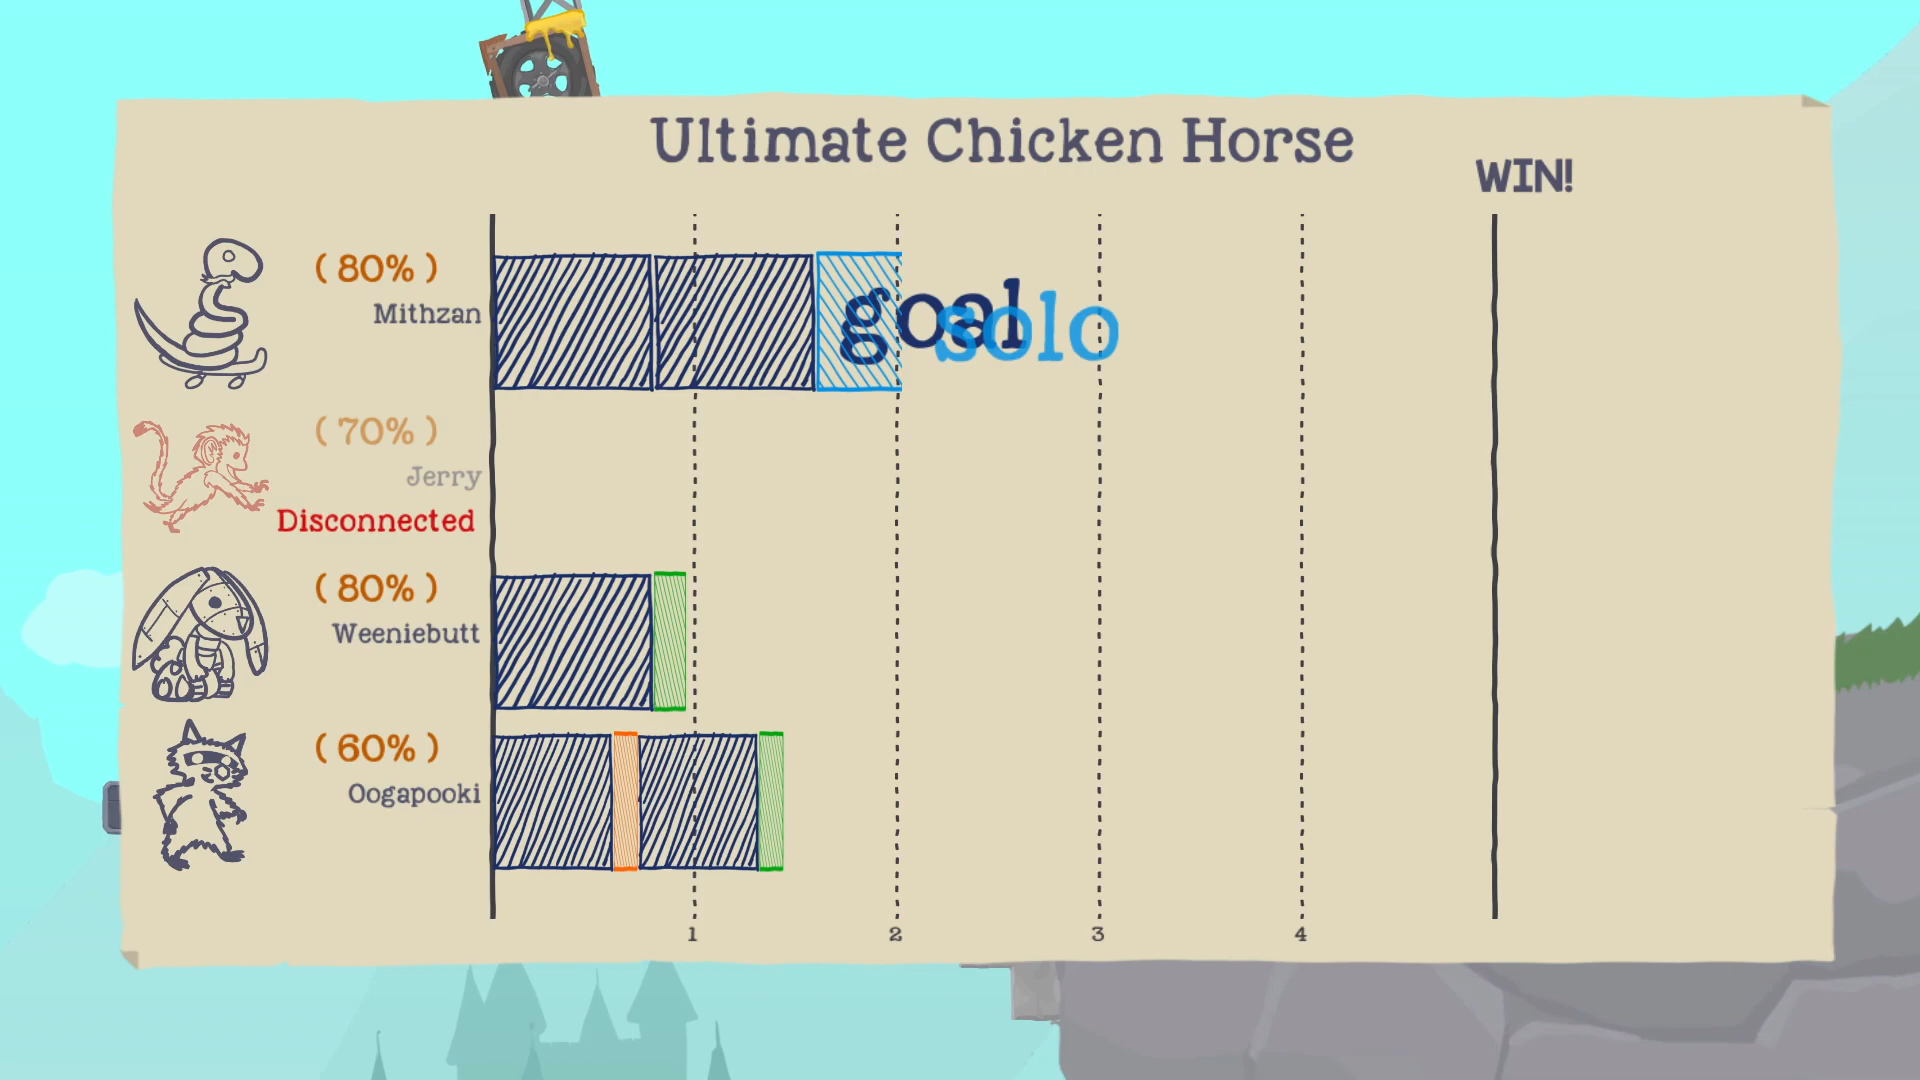 Ultimate Chicken Horse
WIN!
( 80% )
Mithzan
goal
solo
( 70% )
Jerry
Disconnected
( 80% )
Weeniebutt
( 60% )
Oogapooki
1 2 3 4